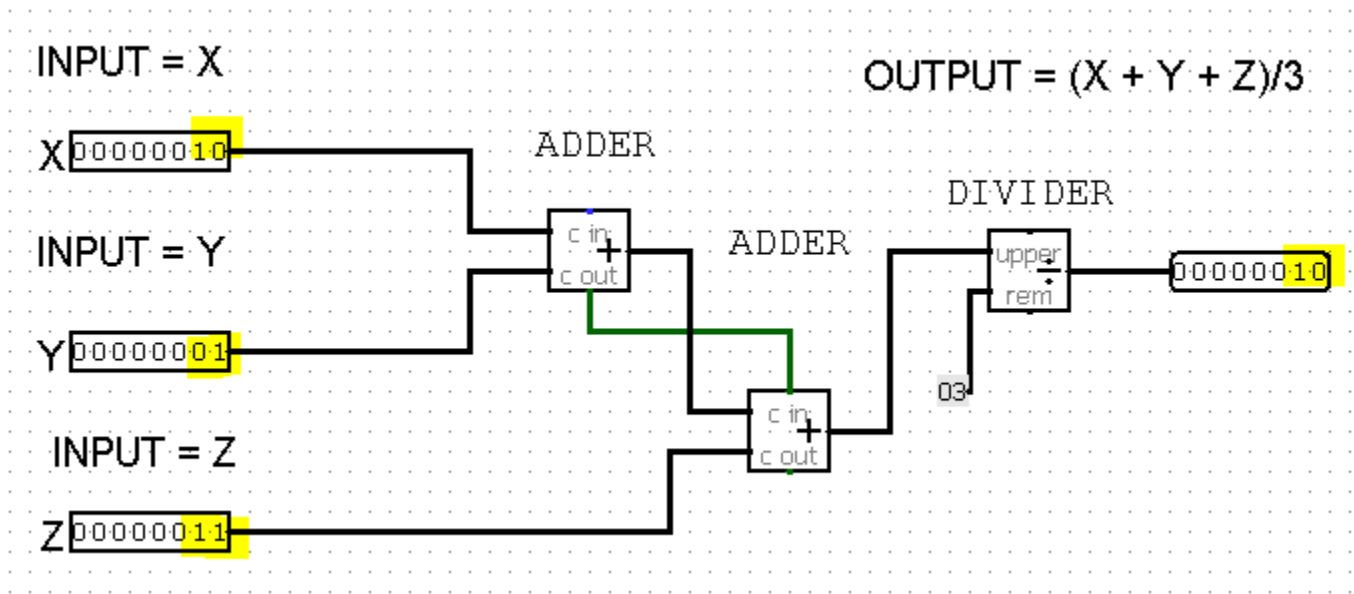 INPUT = X
OUTPUT = (X + Y + Z)/3
X 00000010
ADDER
DIVIDER
INPUT = Y
c in
+
c out
ADDER
upper
÷
rem
00000010
Y 00000001
03
c in
+
c out
INPUT = Z
Z 00000011